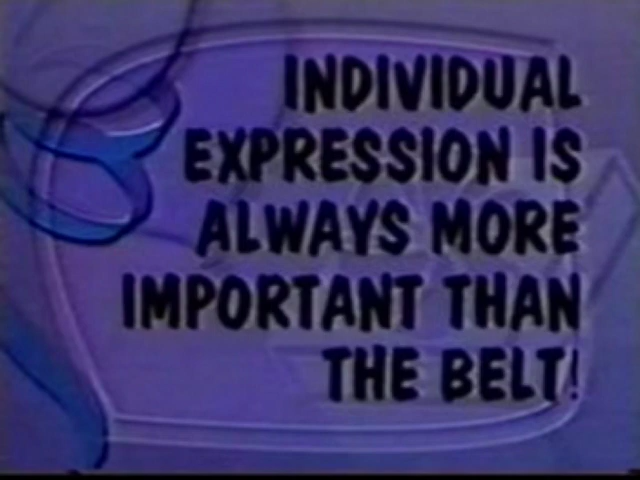 INDIVIDUAL
EXPRESSION IS
ALWAYS MORE
IMPORTANT THAN
THE BELT!